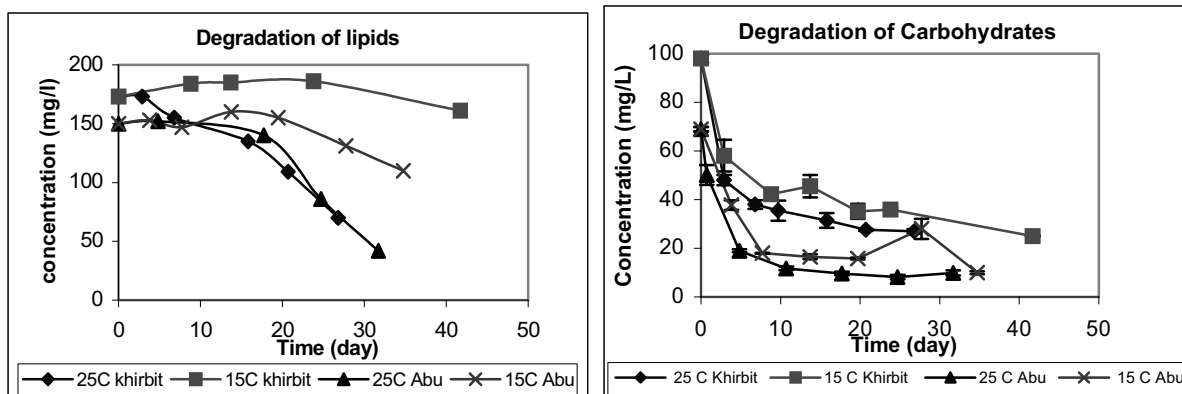 Degradation of lipids
200
150
100
50
0
concentration (mg/l)
0 10 20 30 40 50
Time (day)
25C khirbit 15C khirbit 25C Abu 15C Abu
Degradation of Carbohydrates
100
80
60
40
20
0
Concentration (mg/L)
0 10 20 30 40 50
Time (day)
25 C Khirbit 15 C Khirbit 25 C Abu 15 C Abu